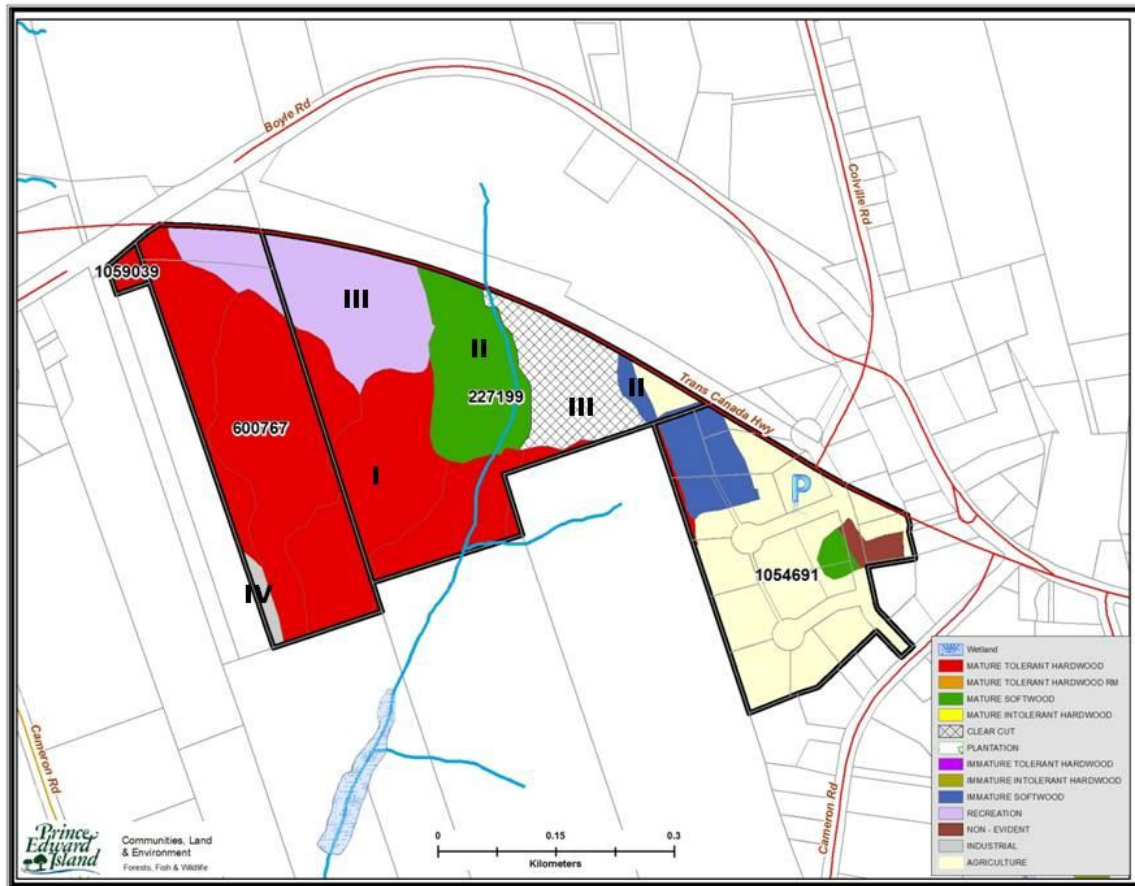 Boyle Rd
Colville Rd
1059039
III
II
227199
II
Trans Canada Hwy
III
600767
I
P
1054691
IV
Cameron Rd
Cameron Rd
Wetland
MATURE TOLERANT HARDWOOD
MATURE TOLERANT HARDWOOD RM
MATURE SOFTWOOD
MATURE INTOLERANT HARDWOOD
CLEAR CUT
PLANTATION
IMMATURE TOLERANT HARDWOOD
IMMATURE INTOLERANT HARDWOOD
IMMATURE SOFTWOOD
RECREATION
NON - EVIDENT
INDUSTRIAL
AGRICULTURE
Prince
Edward
Island
Communities, Land
& Environment
Forests, Fish & Wildlife
0 0.15 0.3
Kilometers